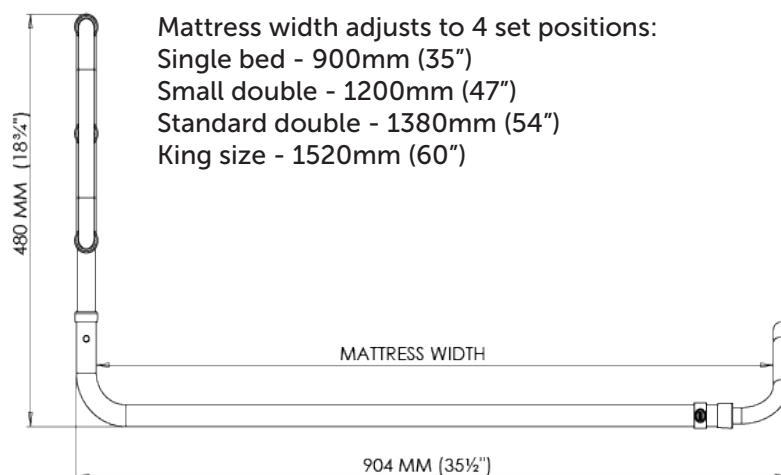 Mattress width adjusts to 4 set positions:
Single bed - 900mm (35”)
Small double - 1200mm (47”)
Standard double - 1380mm (54”)
King size - 1520mm (60”)
480 MM (18¾")
MATTRESS WIDTH
904 MM (35½")